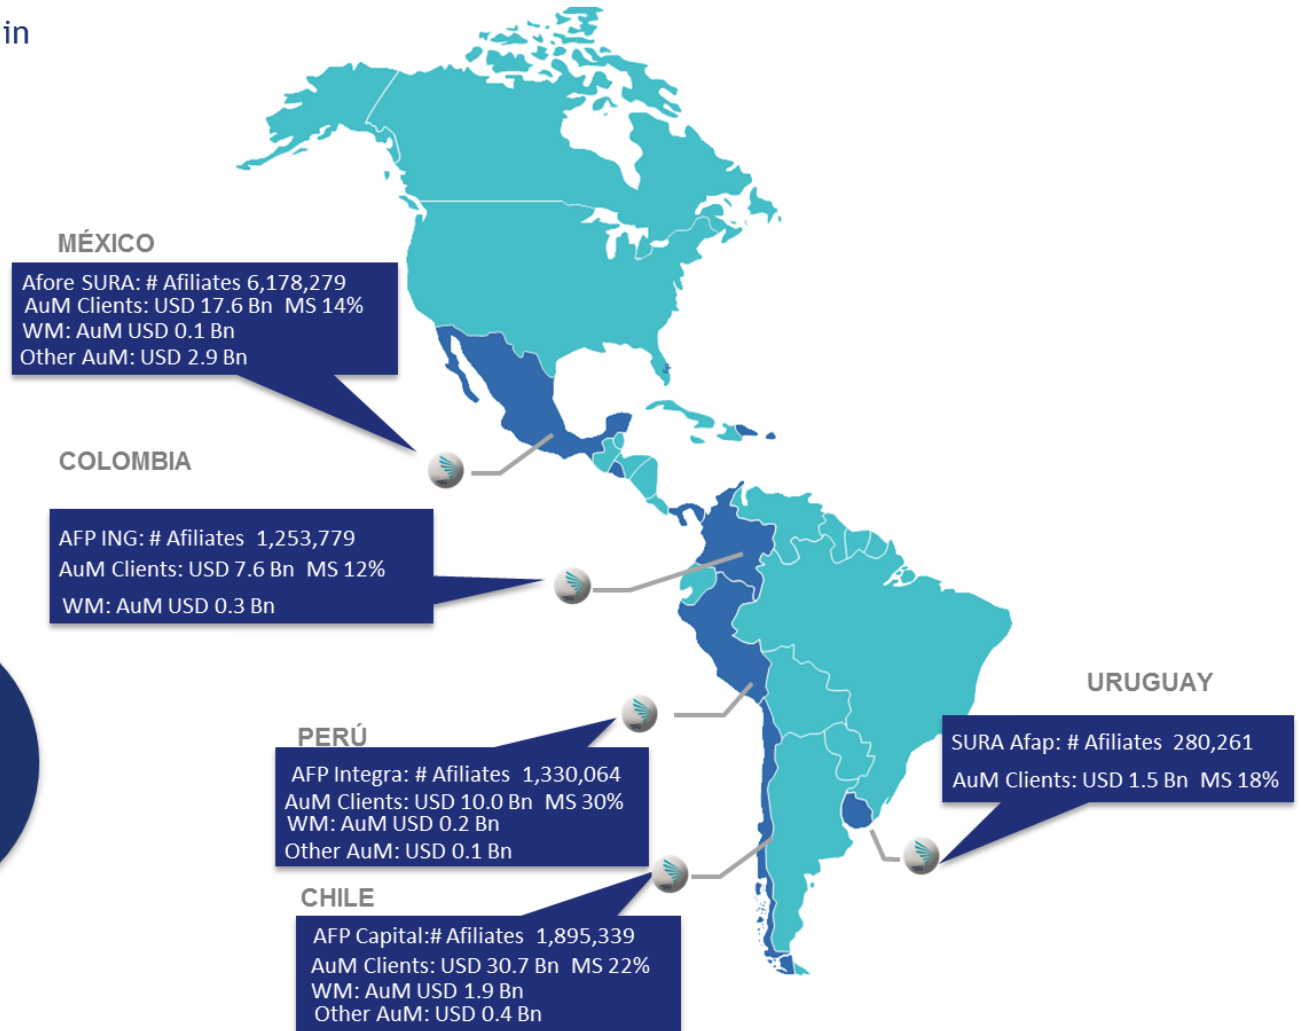 in
MÉXICO
Afore SURA: # Afiliates 6,178,279
AuM Clients: USD 17.6 Bn MS 14%
WM: AuM USD 0.1 Bn
Other AuM: USD 2.9 Bn
COLOMBIA
AFP ING: # Afiliates 1,253,779
AuM Clients: USD 7.6 Bn MS 12%
WM: AuM USD 0.3 Bn
PERÚ
AFP Integra: # Afiliates 1,330,064
AuM Clients: USD 10.0 Bn MS 30%
WM: AuM USD 0.2 Bn
Other AuM: USD 0.1 Bn
CHILE
AFP Capital:# Afiliates 1,895,339
AuM Clients: USD 30.7 Bn MS 22%
WM: AuM USD 1.9 Bn
Other AuM: USD 0.4 Bn
URUGUAY
SURA Afap: # Afiliates 280,261
AuM Clients: USD 1.5 Bn MS 18%